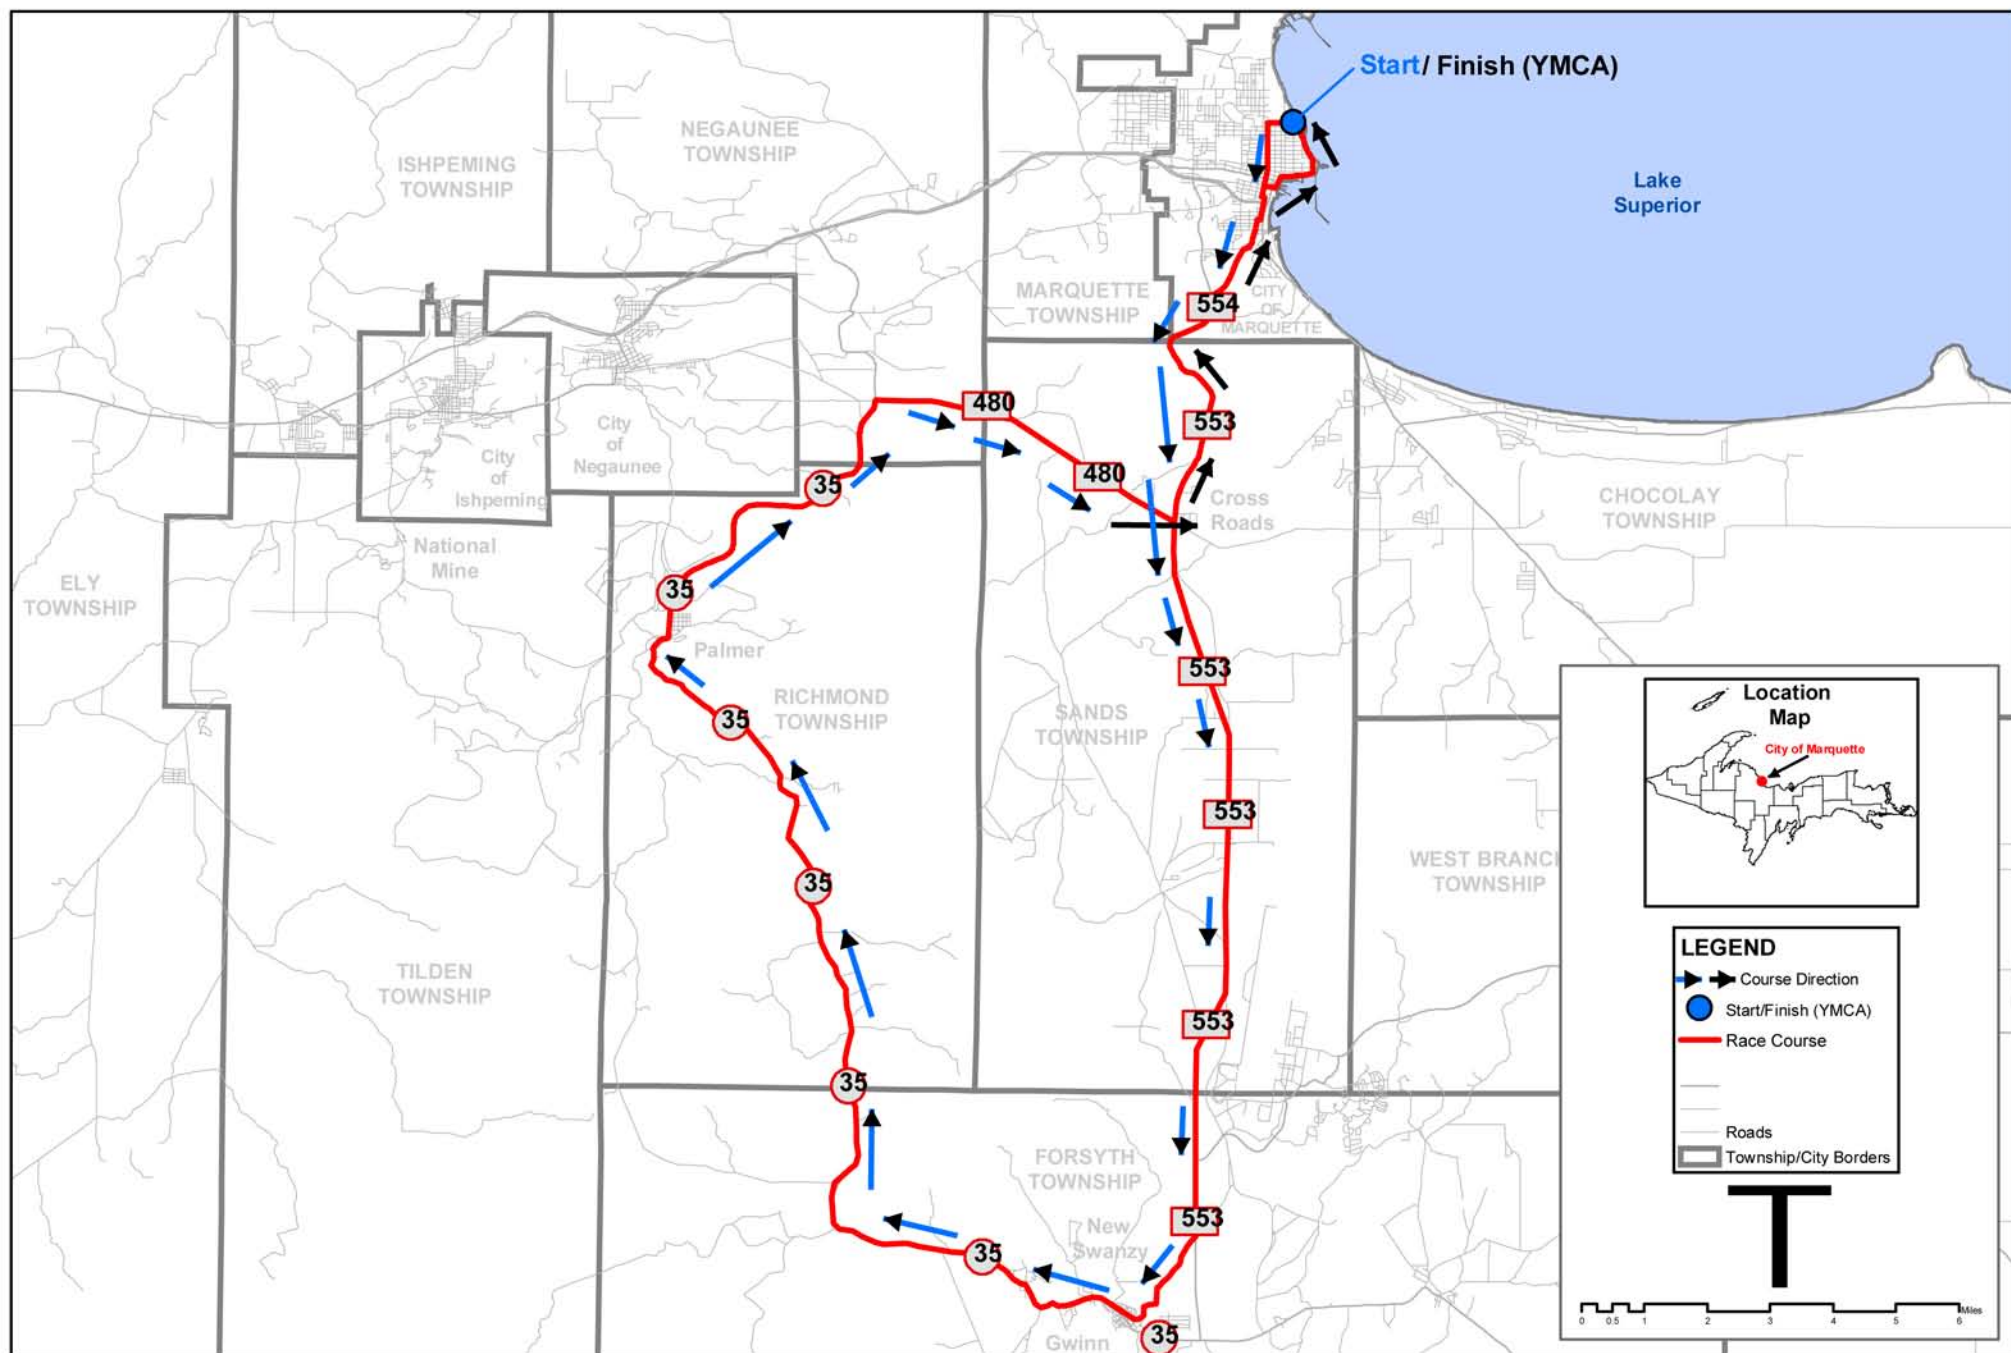 Start/ Finish (YMCA)
NEGAUNEE
TOWNSHIP
ISHPEMING
TOWNSHIP
Lake
Superior
MARQUETTE
TOWNSHIP
554
CITY
OF
MARQUETTE
480
553
City
of
Negaunee
City
of
Ishpeming
480
35
Cross
Roads
CHOCOLAY
TOWNSHIP
National
Mine
ELY
TOWNSHIP
35
Palmer
553
RICHMOND
TOWNSHIP
35
SANDS
TOWNSHIP
553
WEST BRANCH
TOWNSHIP
35
TILDEN
TOWNSHIP
553
35
FORSYTH
TOWNSHIP
553
New
Swanzy
35
Gwinn
35
Location
Map
City of Marquette
LEGEND
Course Direction
Start/Finish (YMCA)
Race Course
Roads
Township/City Borders
0 0.5 1 2 3 4 5 6 Miles